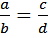 a/b = c/d